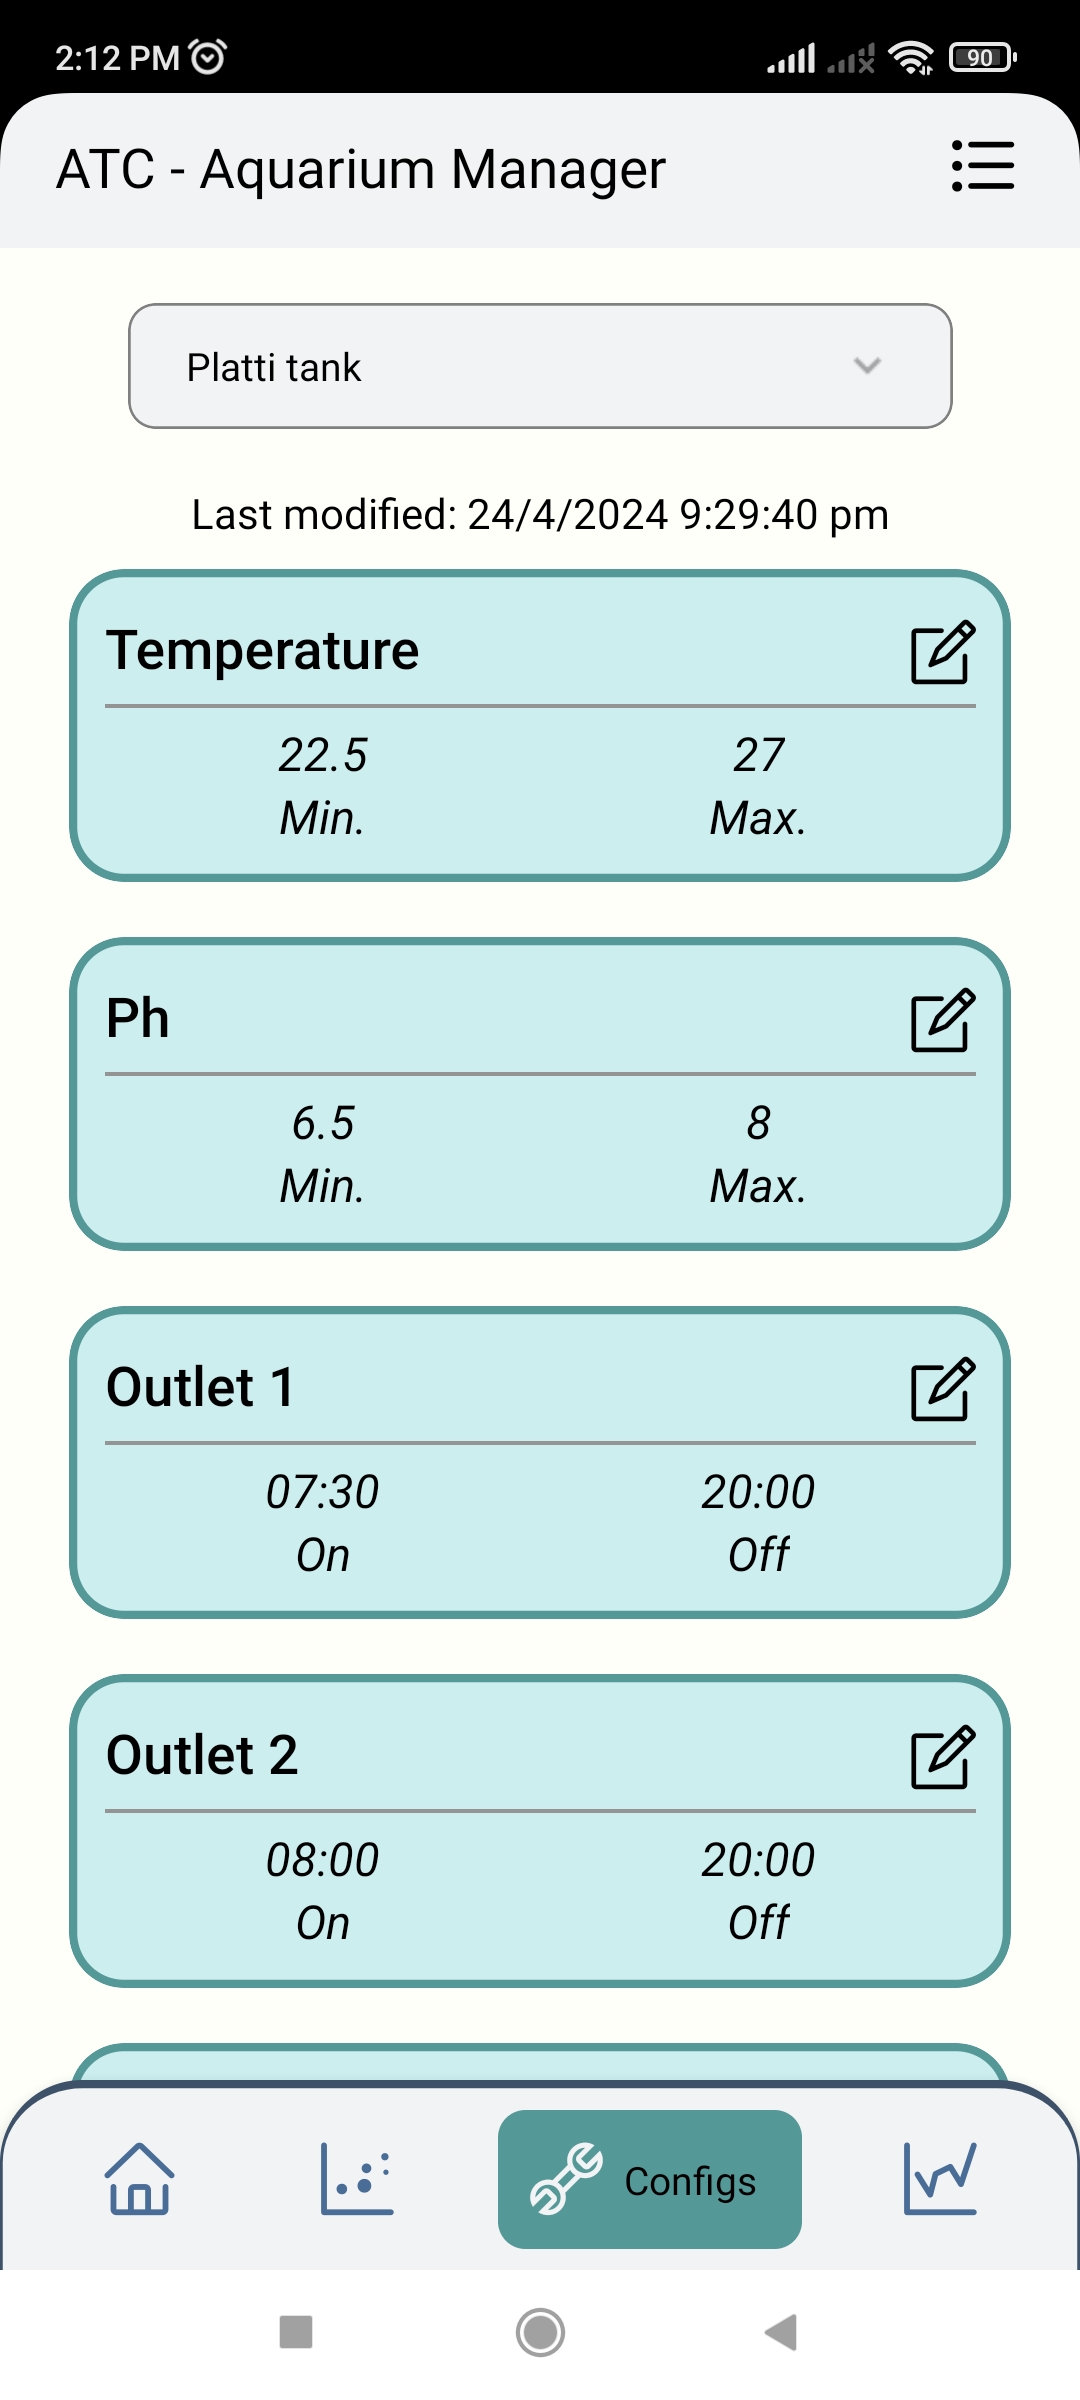 2:12 PM
90
ATC - Aquarium Manager
Platti tank
Last modified: 24/4/2024 9:29:40 pm
Temperature
22.5 27
Min. Max.
Ph
6.5 8
Min. Max.
Outlet 1
07:30 20:00
On Off
Outlet 2
08:00 20:00
On Off
Configs